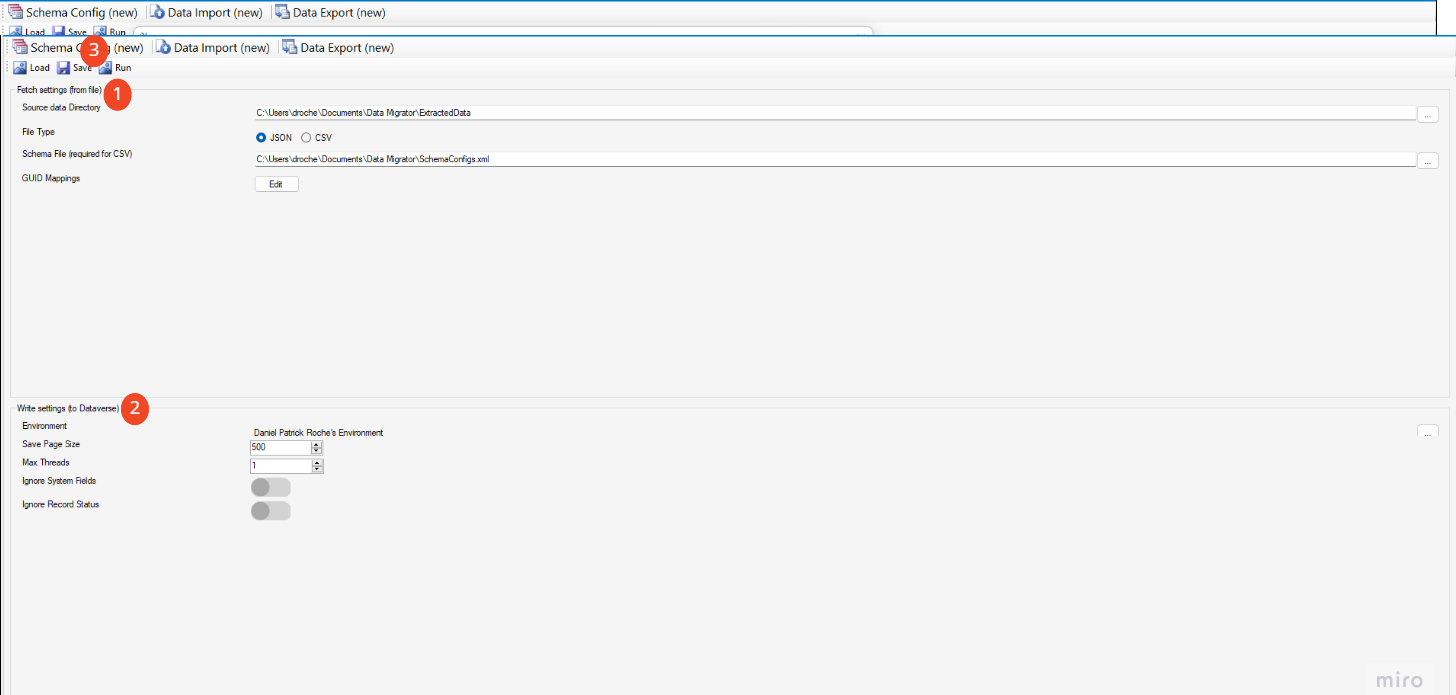 Schema Config (new) Data Import (new) Data Export (new)
Load Save Run
Schema C g (new) Data Import (new) Data Export (new)
3
Load Save Run
Fetch settings (from file) 1
Source data Directory C:\Users\droche\Documents\Data Migrator\ExtractedData ...
File Type JSON CSV
Schema File (required for CSV) C:\Users\droche\Documents\Data Migrator\SchemaConfigs.xml ...
GUID Mappings Edit
Write settings (to Dataverse) 2
Environment Daniel Patrick Roche's Environment ...
Save Page Size 500
Max Threads 1
Ignore System Fields
Ignore Record Status
miro